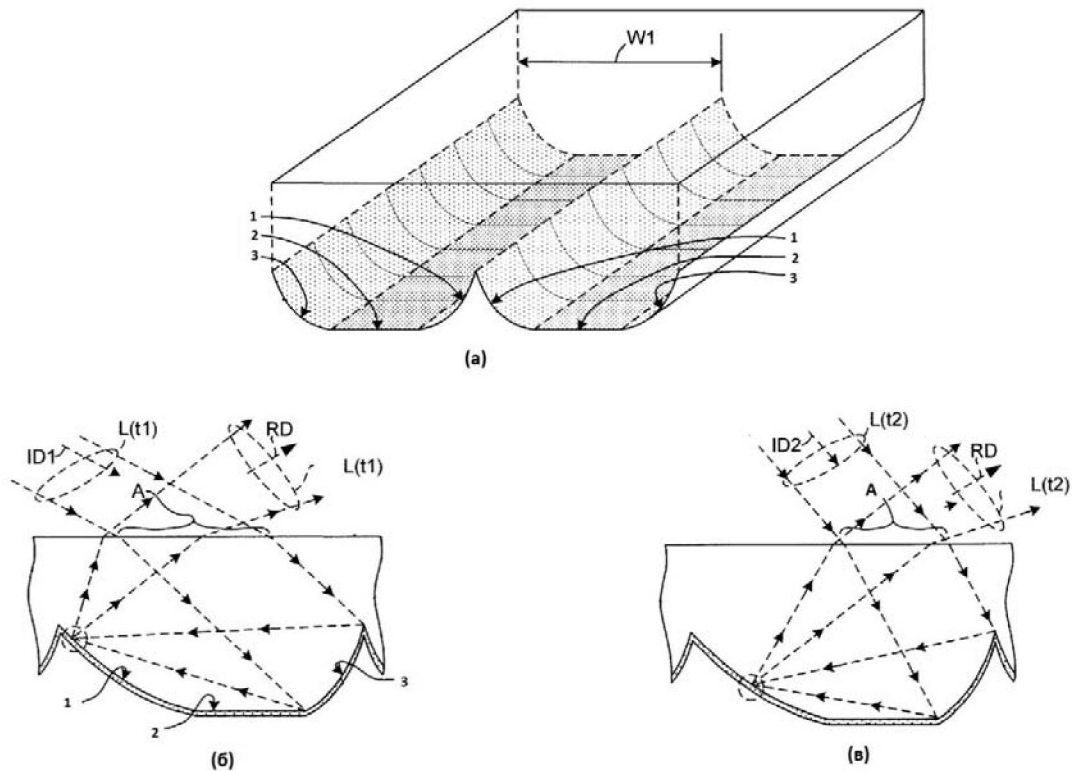 W1
1
2
3
1
2
3
(а)
ID1
L(t1)
RD
L(t1)
A
1
2
3
(б)
ID2
L(t2)
RD
L(t2)
A
(в)